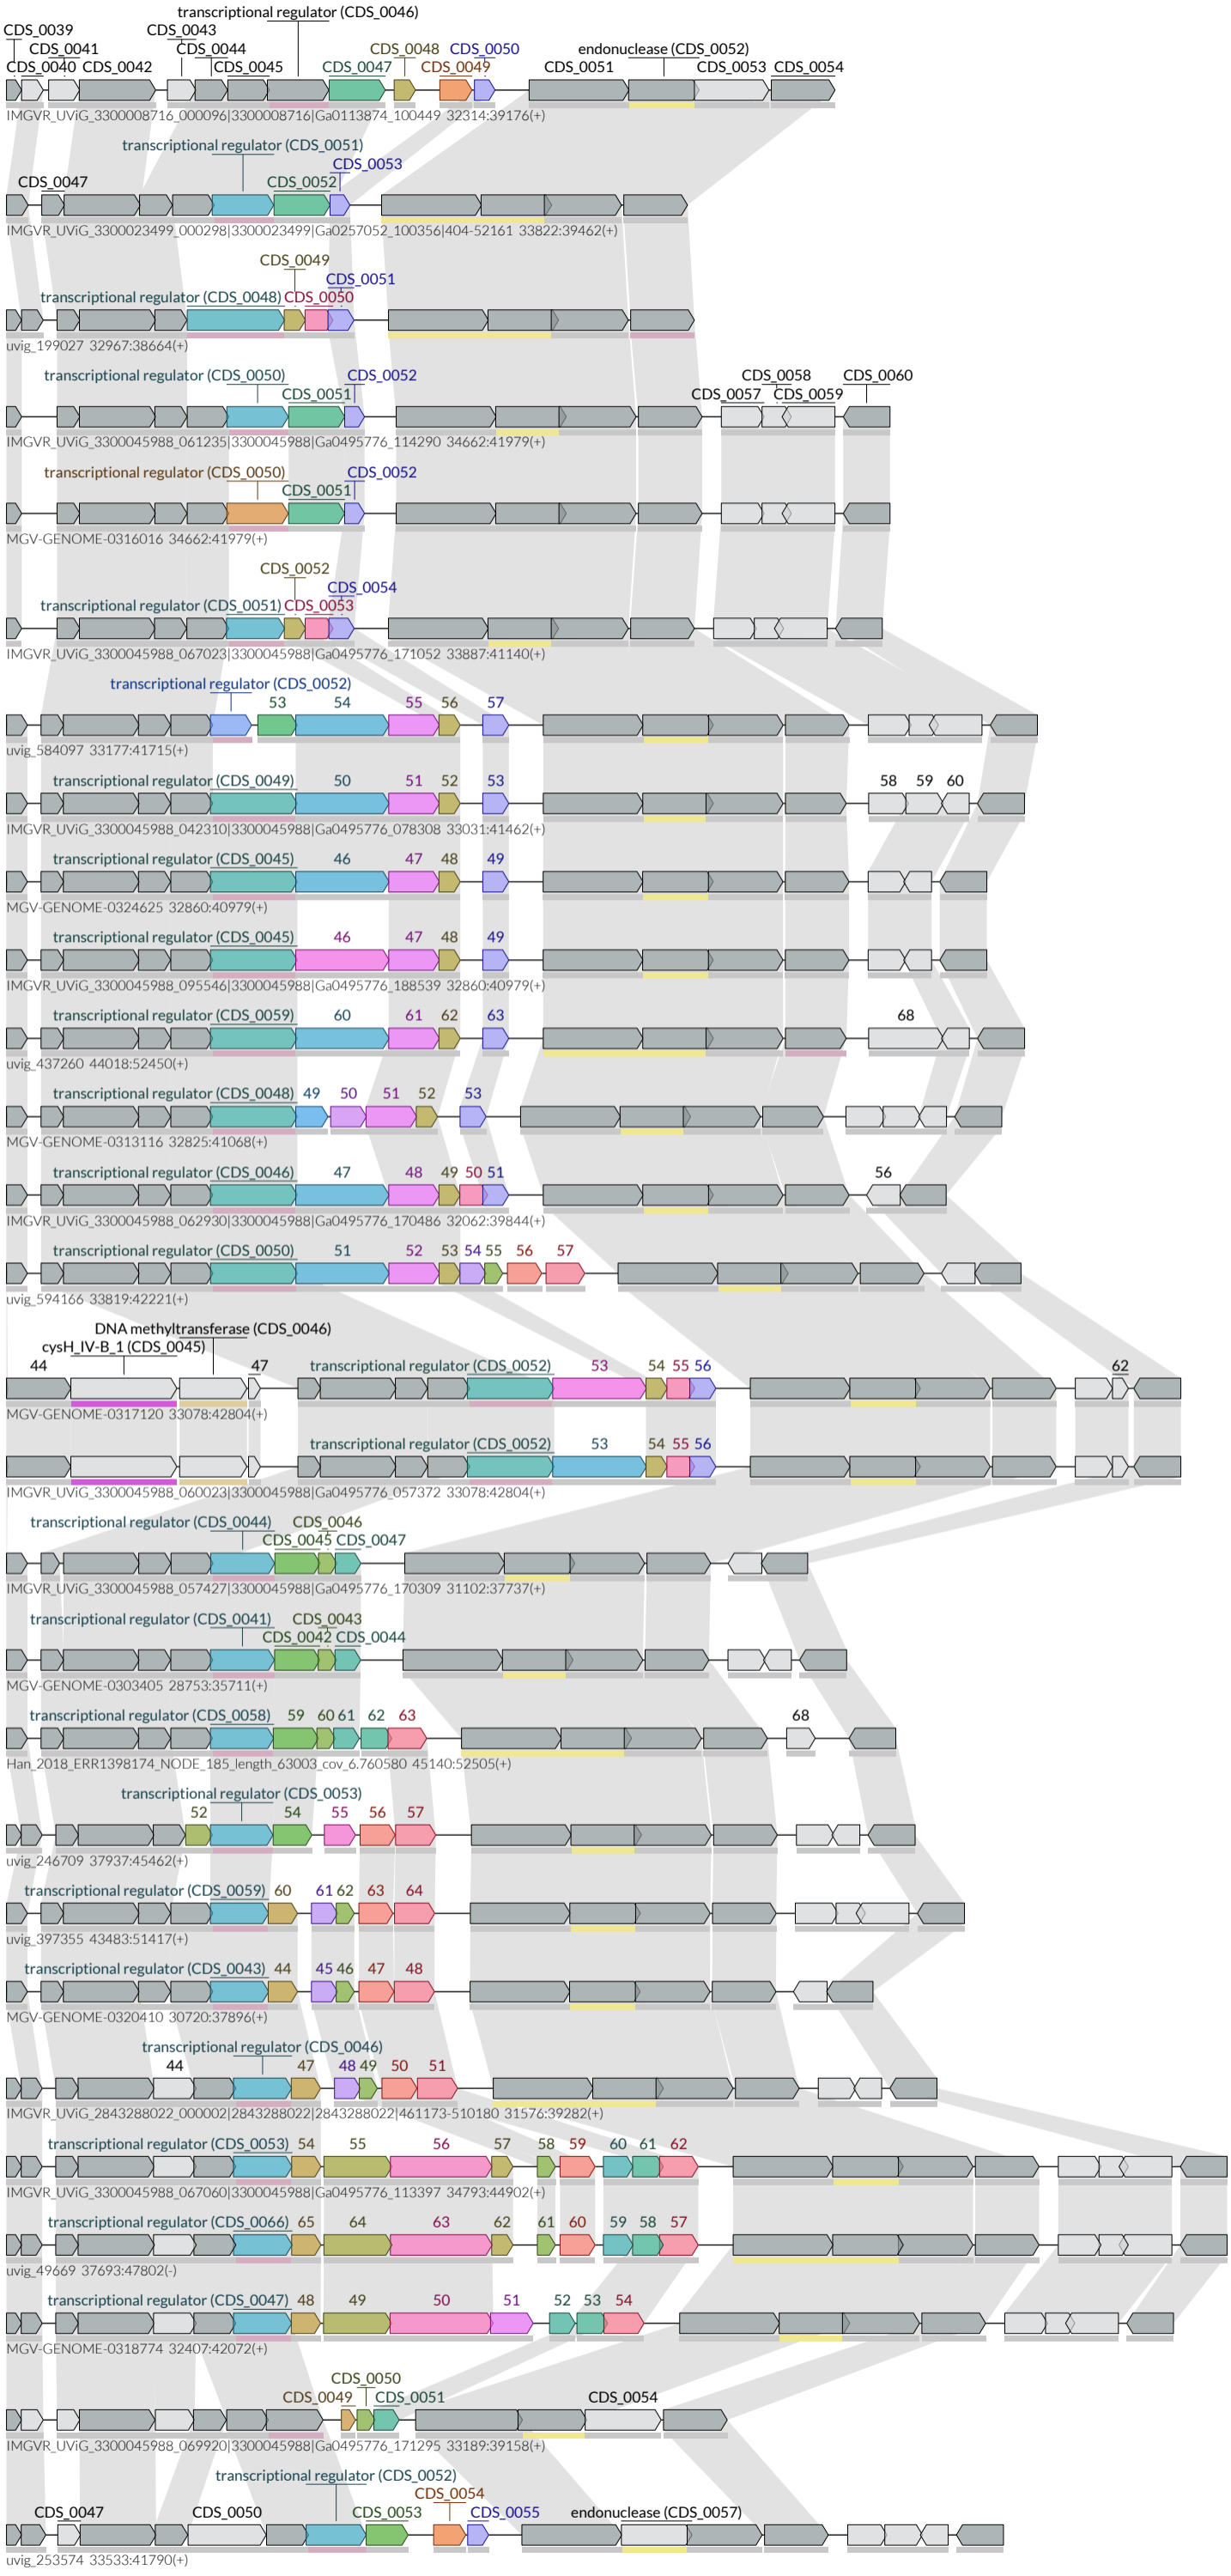 transcriptional regulator (CDS_0046)
CDS_0039 CDS_0043
CDS_0041 CDS_0044 CDS_0048 CDS_0050 endonuclease (CDS_0052)
CDS_0040 CDS_0042 CDS_0045 CDS_0047 CDS_0049 CDS_0051 CDS_0053 CDS_0054
IMGVR_UViG_3300008716_000096|3300008716|Ga0113874_100449 32314:39176(+)
transcriptional regulator (CDS_0051)
CDS_0053
CDS_0047 CDS_0052
IMGVR_UViG_3300023499_000298|3300023499|Ga0257052_100356|404-52161 33822:39462(+)
CDS_0049
CDS_0051
transcriptional regulator (CDS_0048) CDS_0050
uvig_199027 32967:38664(+)
transcriptional regulator (CDS_0050) CDS_0052 CDS_0058 CDS_0060
CDS_0051 CDS_0057 CDS_0059
IMGVR_UViG_3300045988_061235|3300045988|Ga0495776_114290 34662:41979(+)
transcriptional regulator (CDS_0050) CDS_0052
CDS_0051
MGV-GENOME-0316016 34662:41979(+)
CDS_0052
CDS_0054
transcriptional regulator (CDS_0051) CDS_0053
IMGVR_UViG_3300045988_067023|3300045988|Ga0495776_171052 33887:41140(+)
transcriptional regulator (CDS_0052)
53 54 55 56 57
uvig_584097 33177:41715(+)
transcriptional regulator (CDS_0049) 50 51 52 53 58 59 60
IMGVR_UViG_3300045988_042310|3300045988|Ga0495776_078308 33031:41462(+)
transcriptional regulator (CDS_0045) 46 47 48 49
MGV-GENOME-0324625 32860:40979(+)
transcriptional regulator (CDS_0045) 46 47 48 49
IMGVR_UViG_3300045988_095546|3300045988|Ga0495776_188539 32860:40979(+)
transcriptional regulator (CDS_0059) 60 61 62 63 68
uvig_437260 44018:52450(+)
transcriptional regulator (CDS_0048) 49 50 51 52 53
MGV-GENOME-0313116 32825:41068(+)
transcriptional regulator (CDS_0046) 47 48 49 50 51 56
IMGVR_UViG_3300045988_062930|3300045988|Ga0495776_170486 32062:39844(+)
transcriptional regulator (CDS_0050) 51 52 53 54 55 56 57
uvig_594166 33819:42221(+)
DNA methyltransferase (CDS_0046)
cysH_IV-B_1 (CDS_0045)
44 47 transcriptional regulator (CDS_0052) 53 54 55 56 62
MGV-GENOME-0317120 33078:42804(+)
transcriptional regulator (CDS_0052) 53 54 55 56
IMGVR_UViG_3300045988_060023|3300045988|Ga0495776_057372 33078:42804(+)
transcriptional regulator (CDS_0044) CDS_0046
CDS_0045 CDS_0047
IMGVR_UViG_3300045988_057427|3300045988|Ga0495776_170309 31102:37737(+)
transcriptional regulator (CDS_0041) CDS_0043
CDS_0042 CDS_0044
MGV-GENOME-0303405 28753:35711(+)
transcriptional regulator (CDS_0058) 59 60 61 62 63 68
Han_2018_ERR1398174_NODE_185_length_63003_cov_6.760580 45140:52505(+)
transcriptional regulator (CDS_0053)
52 54 55 56 57
uvig_246709 37937:45462(+)
transcriptional regulator (CDS_0059) 60 61 62 63 64
uvig_397355 43483:51417(+)
transcriptional regulator (CDS_0043) 44 45 46 47 48
MGV-GENOME-0320410 30720:37896(+)
transcriptional regulator (CDS_0046)
44 47 48 49 50 51
IMGVR_UViG_2843288022_000002|2843288022|2843288022|461173-510180 31576:39282(+)
transcriptional regulator (CDS_0053) 54 55 56 57 58 59 60 61 62
IMGVR_UViG_3300045988_067060|3300045988|Ga0495776_113397 34793:44902(+)
transcriptional regulator (CDS_0066) 65 64 63 62 61 60 59 58 57
uvig_49669 37693:47802(-)
transcriptional regulator (CDS_0047) 48 49 50 51 52 53 54
MGV-GENOME-0318774 32407:42072(+)
CDS_0050
CDS_0049 CDS_0051 CDS_0054
IMGVR_UViG_3300045988_069920|3300045988|Ga0495776_171295 33189:39158(+)
transcriptional regulator (CDS_0052)
CDS_0054
CDS_0047 CDS_0050 CDS_0053 CDS_0055 endonuclease (CDS_0057)
uvig_253574 33533:41790(+)